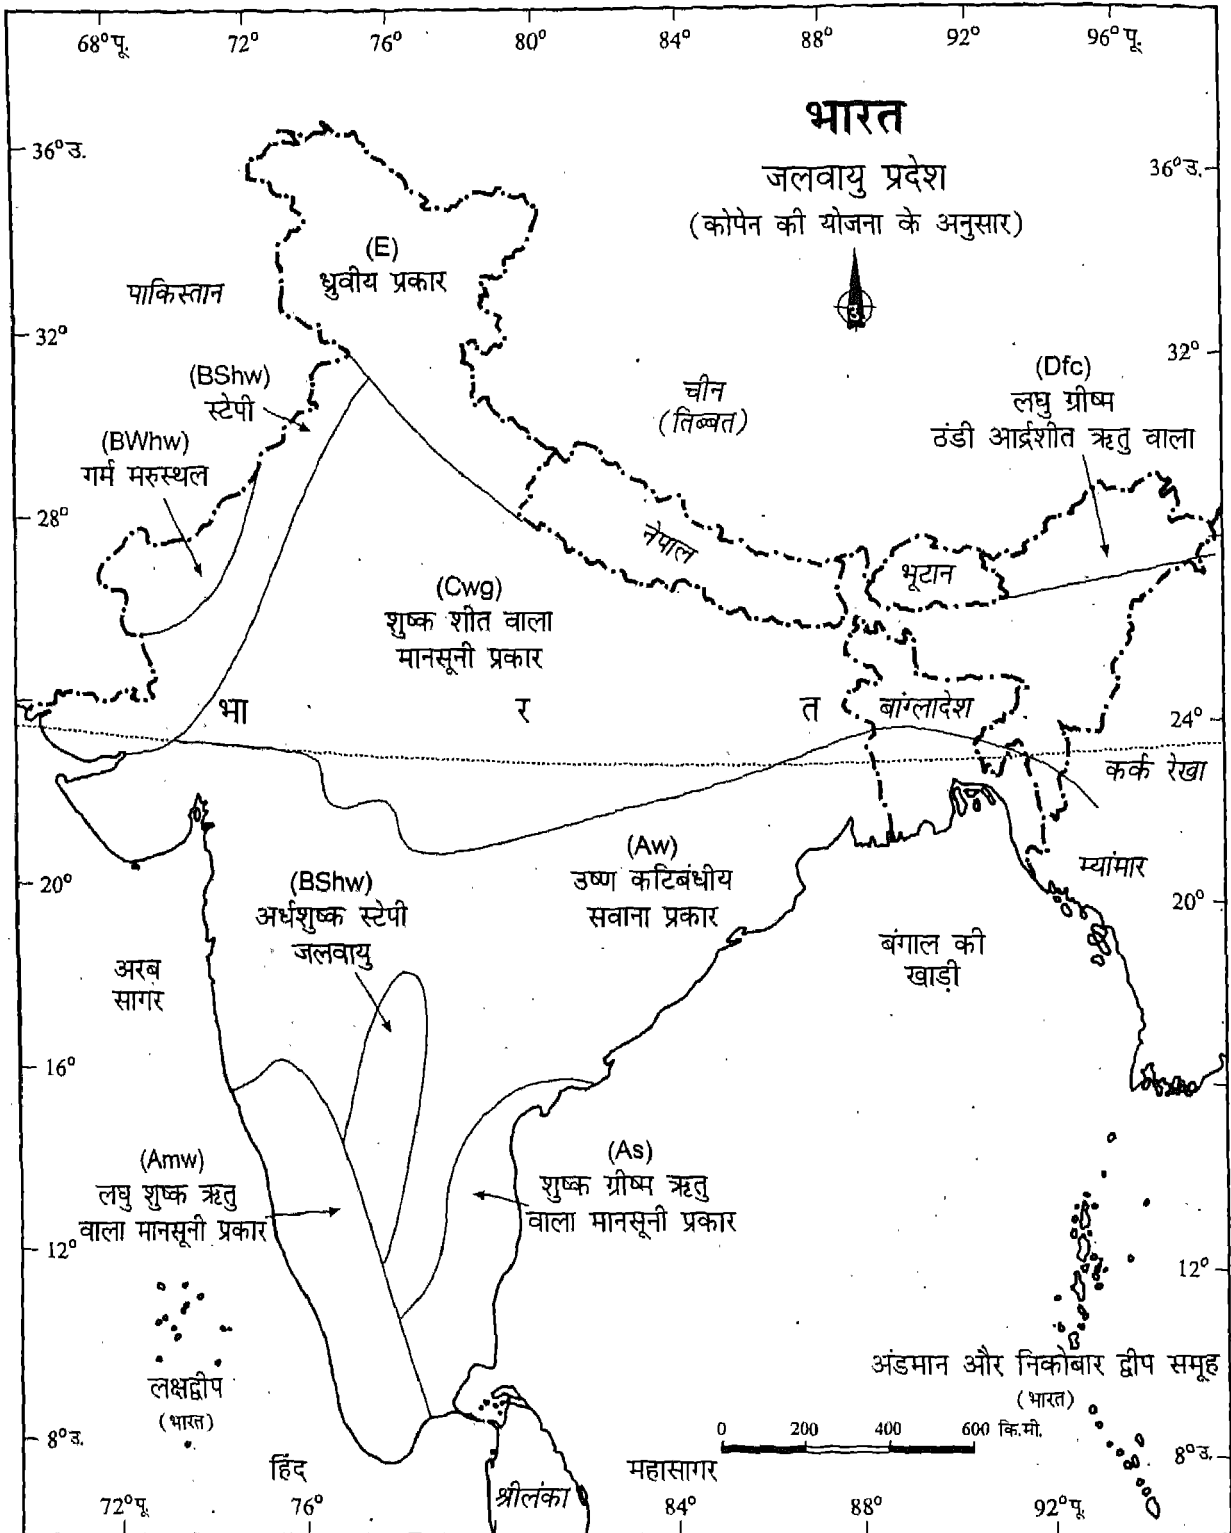 68°पू. 72° 76° 80° 84° 88° 92° 96°पू.
भारत
जलवायु प्रदेश
(कोपेन की योजना के अनुसार)
36°उ.
36°उ.
(E)
ध्रुवीय प्रकार
पाकिस्तान
32°
32°
(BShw)
स्टेपी
(BWhw)
गर्म मरुस्थल
चीन
(तिब्बत)
(Dfc)
लघु ग्रीष्म
ठंडी आर्द्रशीत ऋतु वाला
28°
नेपाल
भूटान
(Cwg)
शुष्क शीत वाला
मानसूनी प्रकार
भा र त
बांग्लादेश
24°
कर्क रेखा
म्यांमार
20°
20°
(BShw)
अर्धशुष्क स्टेपी
जलवायु
(Aw)
उष्ण कटिबंधीय
सवाना प्रकार
अरब
सागर
बंगाल की
खाड़ी
16°
(Amw)
लघु शुष्क ऋतु
वाला मानसूनी प्रकार
(As)
शुष्क ग्रीष्म ऋतु
वाला मानसूनी प्रकार
12°
12°
लक्षद्वीप
(भारत)
अंडमान और निकोबार द्वीप समूह
(भारत)
0 200 400 600 कि.मी.
8°उ.
8°उ.
हिंद महासागर
श्रीलंका
72°पू. 76° 84° 88° 92°पू.